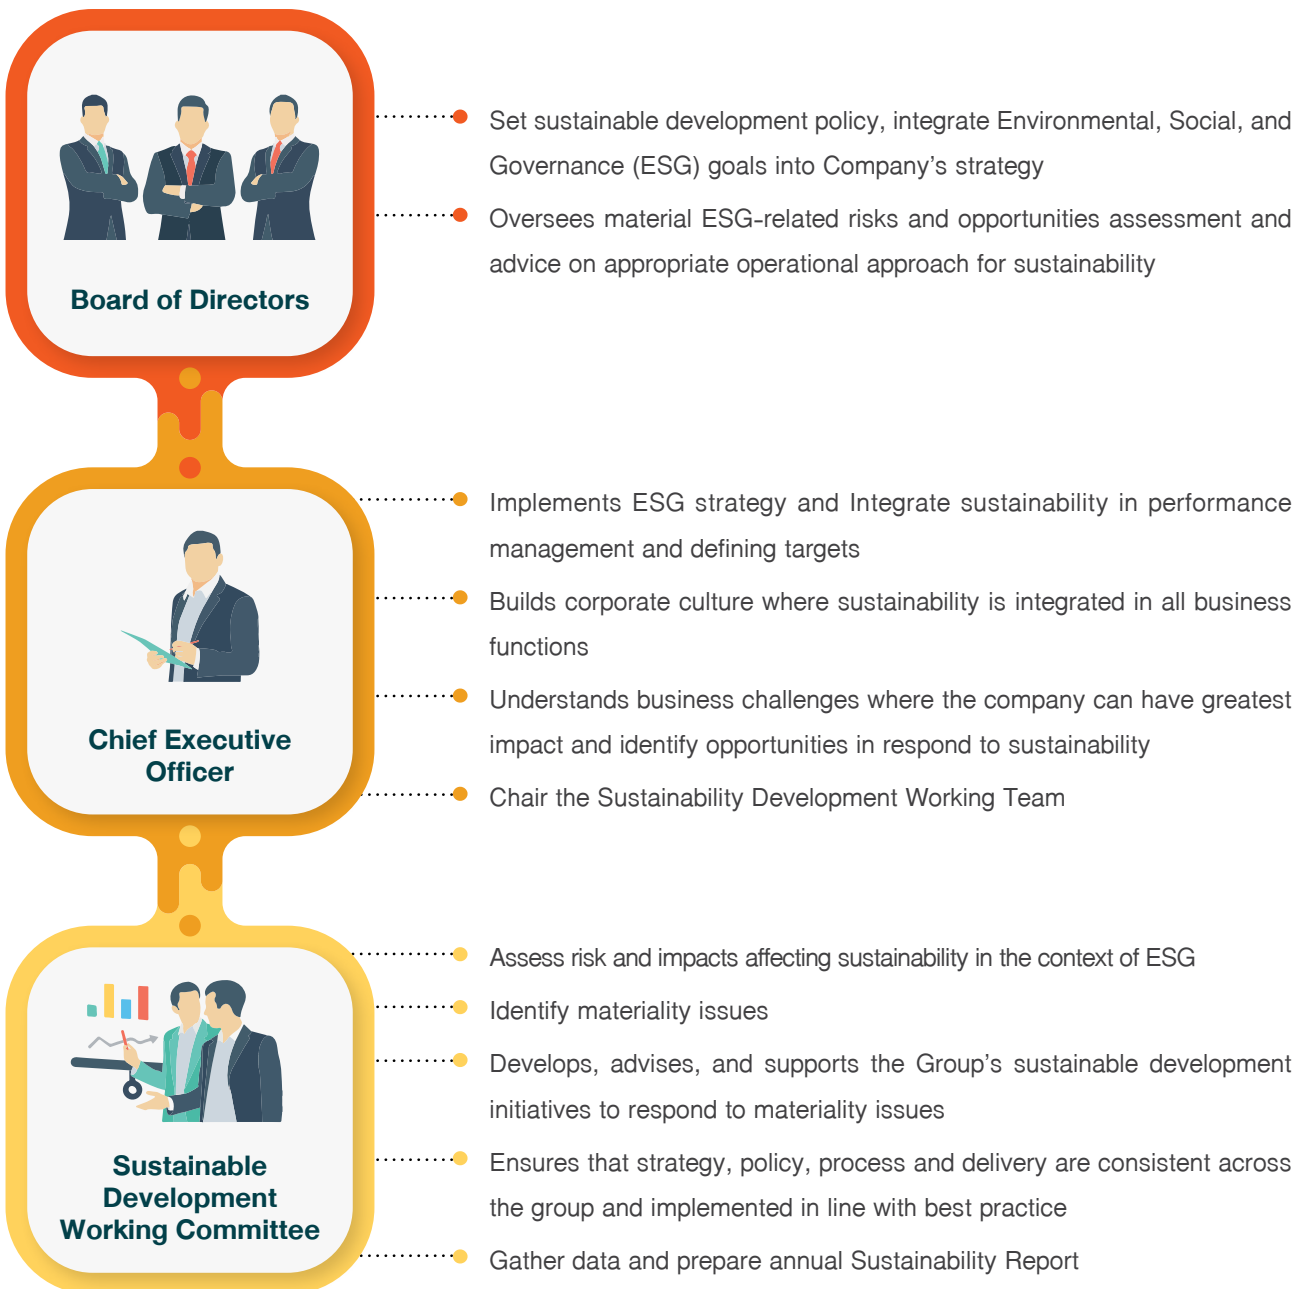 Board of Directors
Set sustainable development policy, integrate Environmental, Social, and
Governance (ESG) goals into Company's strategy
Oversees material ESG-related risks and opportunities assessment and
advice on appropriate operational approach for sustainability
Chief Executive
Officer
Implements ESG strategy and Integrate sustainability in performance
management and defining targets
Builds corporate culture where sustainability is integrated in all business
functions
Understands business challenges where the company can have greatest
impact and identify opportunities in respond to sustainability
Chair the Sustainability Development Working Team
Sustainable
Development
Working Committee
Assess risk and impacts affecting sustainability in the context of ESG
Identify materiality issues
Develops, advises, and supports the Group's sustainable development
initiatives to respond to materiality issues
Ensures that strategy, policy, process and delivery are consistent across
the group and implemented in line with best practice
Gather data and prepare annual Sustainability Report